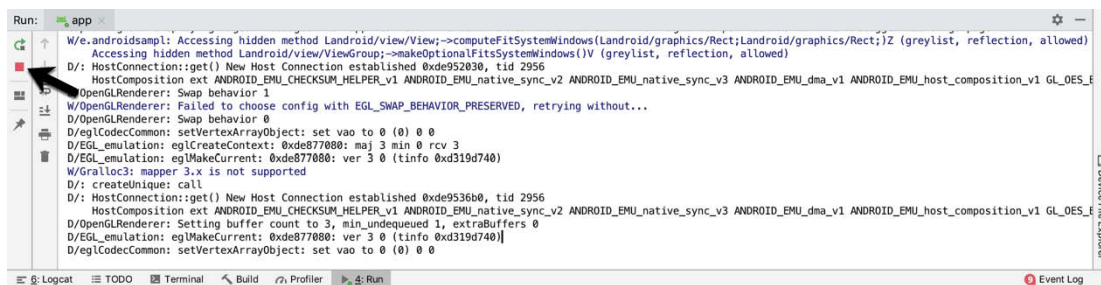 Run: app
W/e.androidsampl: Accessing hidden method Landroid/view/View;->computeFitSystemWindows(Landroid/graphics/Rect;Landroid/graphics/Rect;)Z (greylist, reflection, allowed)
Accessing hidden method Landroid/view/ViewGroup;->makeOptionalFitsSystemWindows()V (greylist, reflection, allowed)
D/: HostConnection::get() New Host Connection established 0xde952030, tid 2956
HostComposition ext ANDROID_EMU_CHECKSUM_HELPER_v1 ANDROID_EMU_native_sync_v2 ANDROID_EMU_native_sync_v3 ANDROID_EMU_dma_v1 ANDROID_EMU_host_composition_v1 GL_OES_E
D/OpenGLRenderer: Swap behavior 1
W/OpenGLRenderer: Failed to choose config with EGL_SWAP_BEHAVIOR_PRESERVED, retrying without...
D/OpenGLRenderer: Swap behavior 0
D/eglCodecCommon: setVertexArrayObject: set vao to 0 (0) 0 0
D/EGL_emulation: eglCreateContext: 0xde877080: maj 3 min 0 rcv 3
D/EGL_emulation: eglMakeCurrent: 0xde877080: ver 3 0 (tinfo 0xd319d740)
W/Gralloc3: mapper 3.x is not supported
D/: createUnique: call
D/: HostConnection::get() New Host Connection established 0xde9536b0, tid 2956
HostComposition ext ANDROID_EMU_CHECKSUM_HELPER_v1 ANDROID_EMU_native_sync_v2 ANDROID_EMU_native_sync_v3 ANDROID_EMU_dma_v1 ANDROID_EMU_host_composition_v1 GL_OES_E
D/OpenGLRenderer: Setting buffer count to 3, min_undequeued 1, extraBuffers 0
D/EGL_emulation: eglMakeCurrent: 0xde877080: ver 3 0 (tinfo 0xd319d740)
D/eglCodecCommon: setVertexArrayObject: set vao to 0 (0) 0 0
Device File Explorer
6: Logcat TODO Terminal Build Profiler 4: Run 9 Event Log